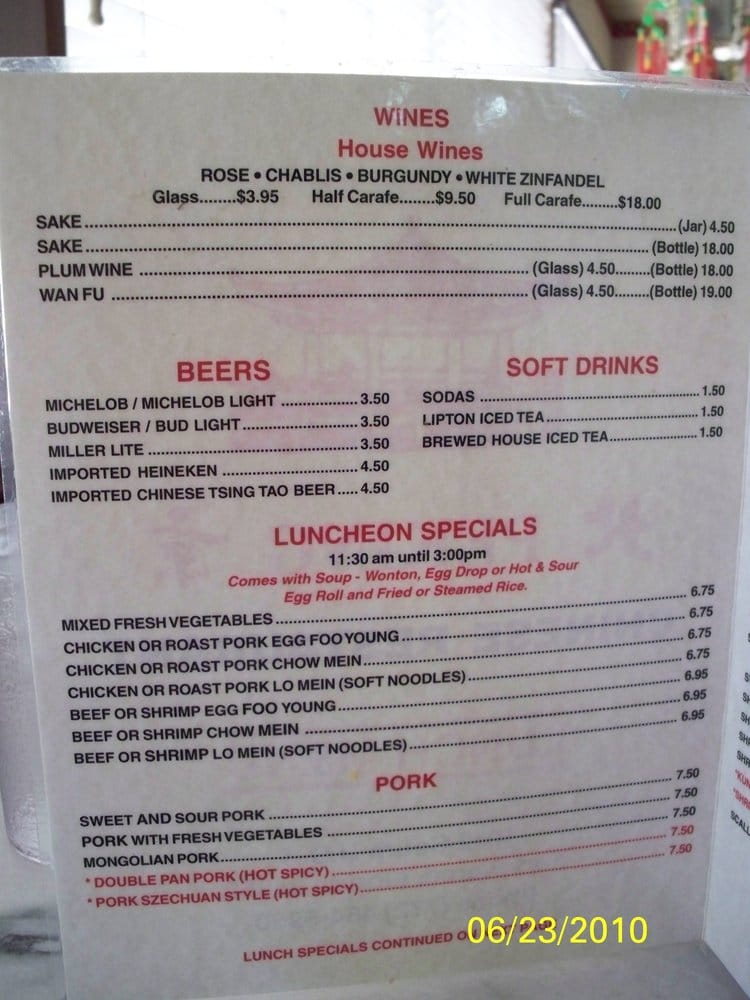 WINES
House Wines
ROSE • CHABLIS • BURGUNDY • WHITE ZINFANDEL
Glass........$3.95 Half Carafe........$9.50 Full Carafe........$18.00
SAKE ........ (Jar) 4.50
SAKE ........ (Bottle) 18.00
PLUM WINE ........ (Glass) 4.50........(Bottle) 18.00
WAN FU ........ (Glass) 4.50........(Bottle) 19.00
BEERS
MICHELOB / MICHELOB LIGHT ........ 3.50
BUDWEISER / BUD LIGHT ........ 3.50
MILLER LITE ........ 3.50
IMPORTED HEINEKEN ........ 4.50
IMPORTED CHINESE TSING TAO BEER ..... 4.50
SOFT DRINKS
SODAS ........ 1.50
LIPTON ICED TEA ........ 1.50
BREWED HOUSE ICED TEA ........ 1.50
LUNCHEON SPECIALS
11:30 am until 3:00pm
Comes with Soup - Wonton, Egg Drop or Hot & Sour
Egg Roll and Fried or Steamed Rice.
MIXED FRESH VEGETABLES ........ 6.75
CHICKEN OR ROAST PORK EGG FOO YOUNG ........ 6.75
CHICKEN OR ROAST PORK CHOW MEIN ........ 6.75
CHICKEN OR ROAST PORK LO MEIN (SOFT NOODLES) ........ 6.75
BEEF OR SHRIMP EGG FOO YOUNG ........ 6.95
BEEF OR SHRIMP CHOW MEIN ........ 6.95
BEEF OR SHRIMP LO MEIN (SOFT NOODLES) ........ 6.95
PORK
SWEET AND SOUR PORK ........ 7.50
PORK WITH FRESH VEGETABLES ........ 7.50
MONGOLIAN PORK ........ 7.50
* DOUBLE PAN PORK (HOT SPICY) ........ 7.50
* PORK SZECHUAN STYLE (HOT SPICY) ........ 7.50
LUNCH SPECIALS CONTINUED ON
06/23/2010